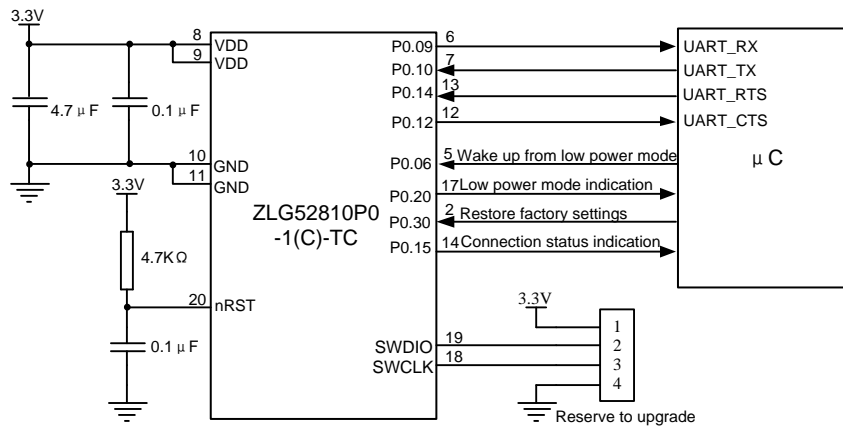 3.3V
8 VDD
9 VDD
4.7 μF
0.1 μF
10 GND
11 GND
3.3V
4.7KΩ
20 nRST
0.1 μF
ZLG52810P0
-1(C)-TC
P0.09 6 UART_RX
P0.10 7 UART_TX
P0.14 13 UART_RTS
P0.12 12 UART_CTS
μC
P0.06 5 Wake up from low power mode
P0.20 17 Low power mode indication
P0.30 2 Restore factory settings
P0.15 14 Connection status indication
3.3V
SWDIO 19
SWCLK 18
1
2
3
4
Reserve to upgrade